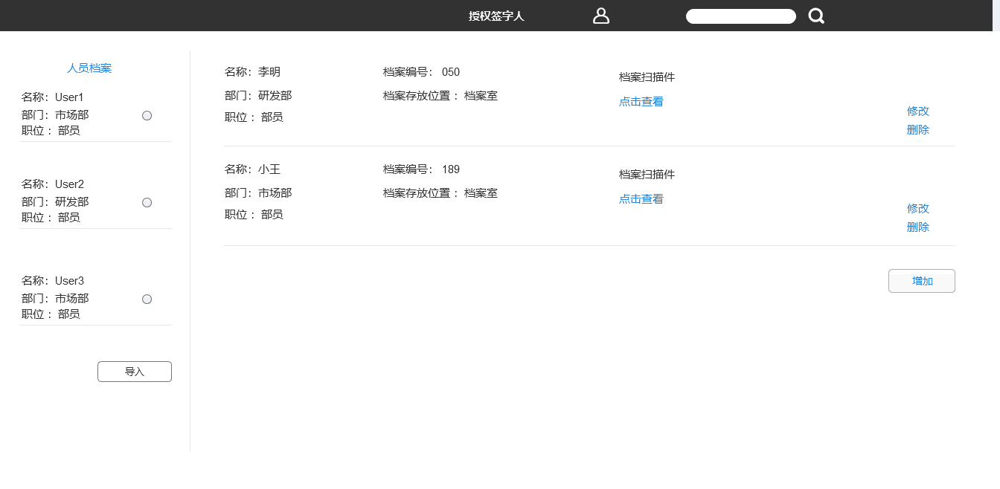 授权签字人
人员档案
名称：User1
部门：市场部
职位 ：部员
名称：User2
部门：研发部
职位 ：部员
名称：User3
部门：市场部
职位 ：部员
导入
名称：李明
部门：研发部
职位 ：部员
档案编号： 050
档案存放位置 ：档案室
档案扫描件
点击查看
修改
删除
名称：小王
部门：市场部
职位 ：部员
档案编号： 189
档案存放位置 ：档案室
档案扫描件
点击查看
修改
删除
增加